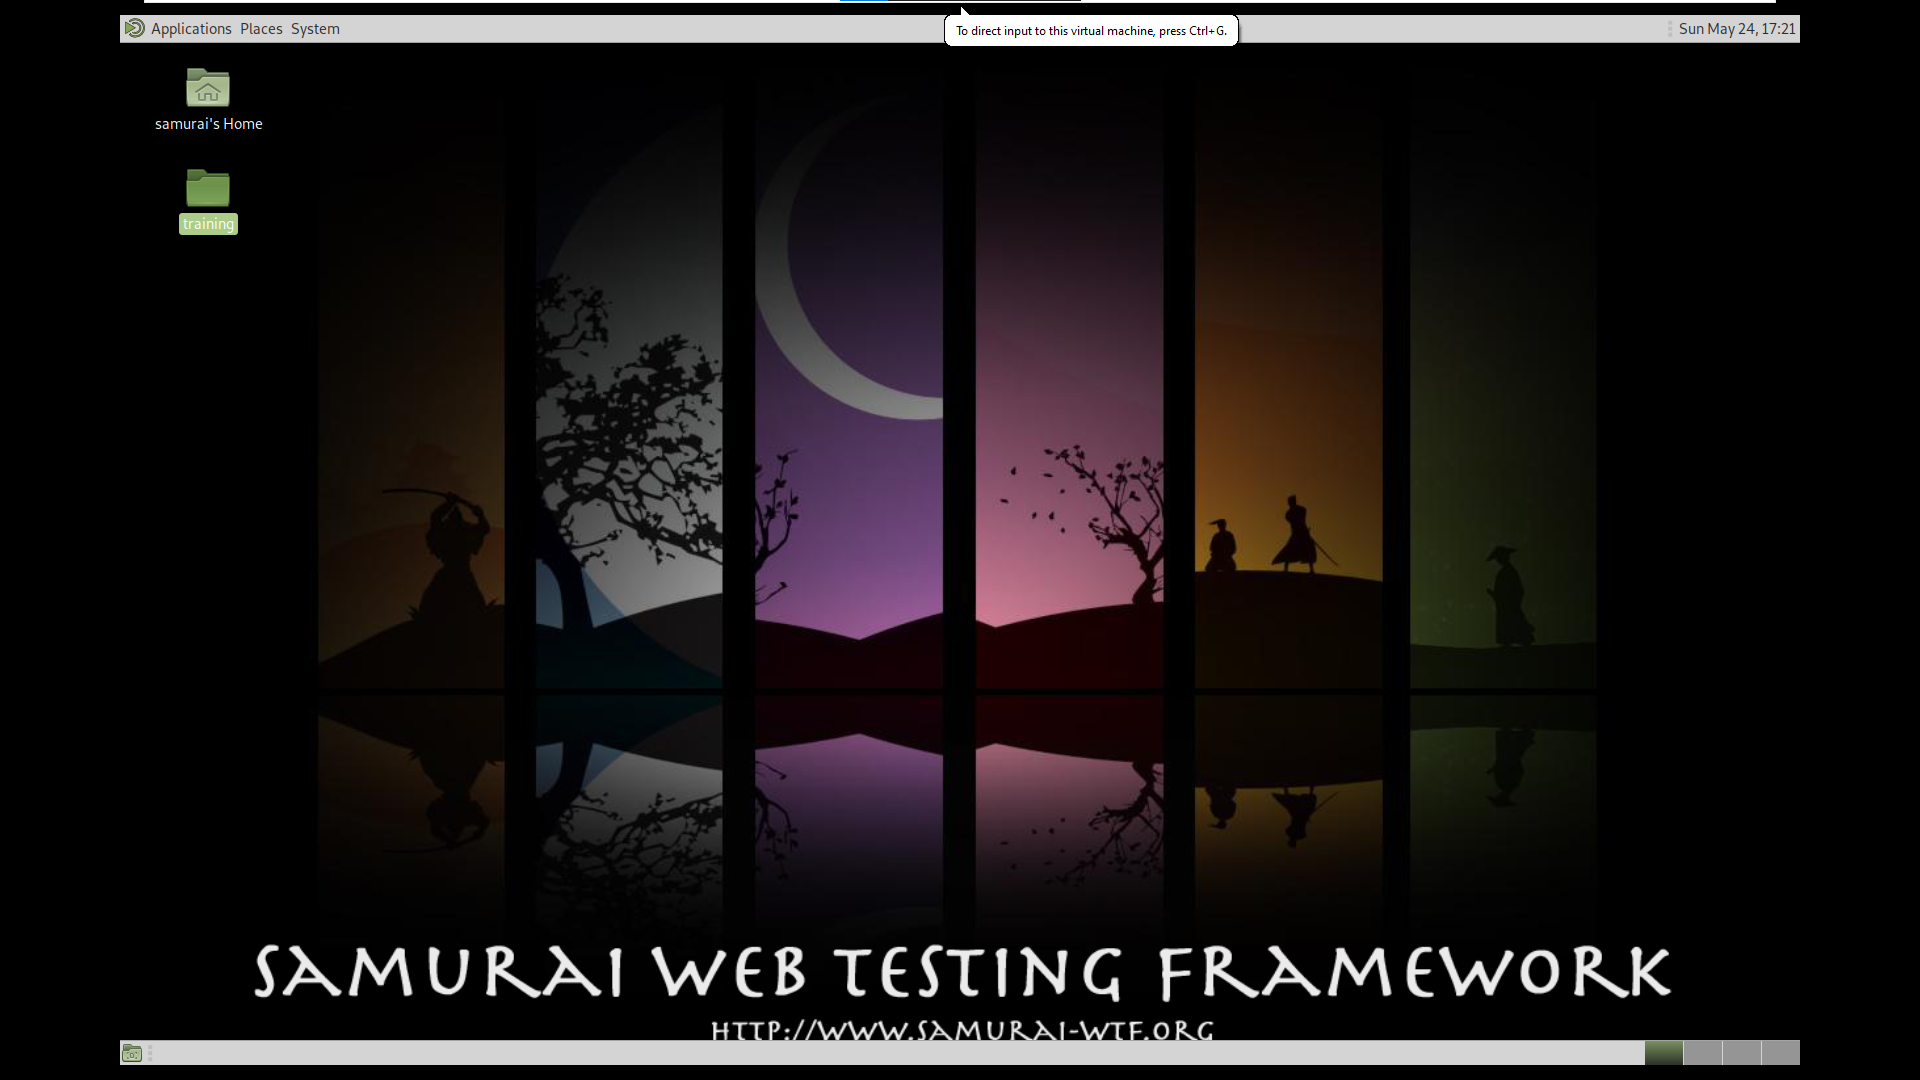 To direct input to this virtual machine, press Ctrl+G.
Applications Places System
Sun May 24, 17:21
samurai's Home
training
SAMURAI WEB TESTING FRAMEWORK
HTTP://WWW.SAMURAI-WTF.ORG